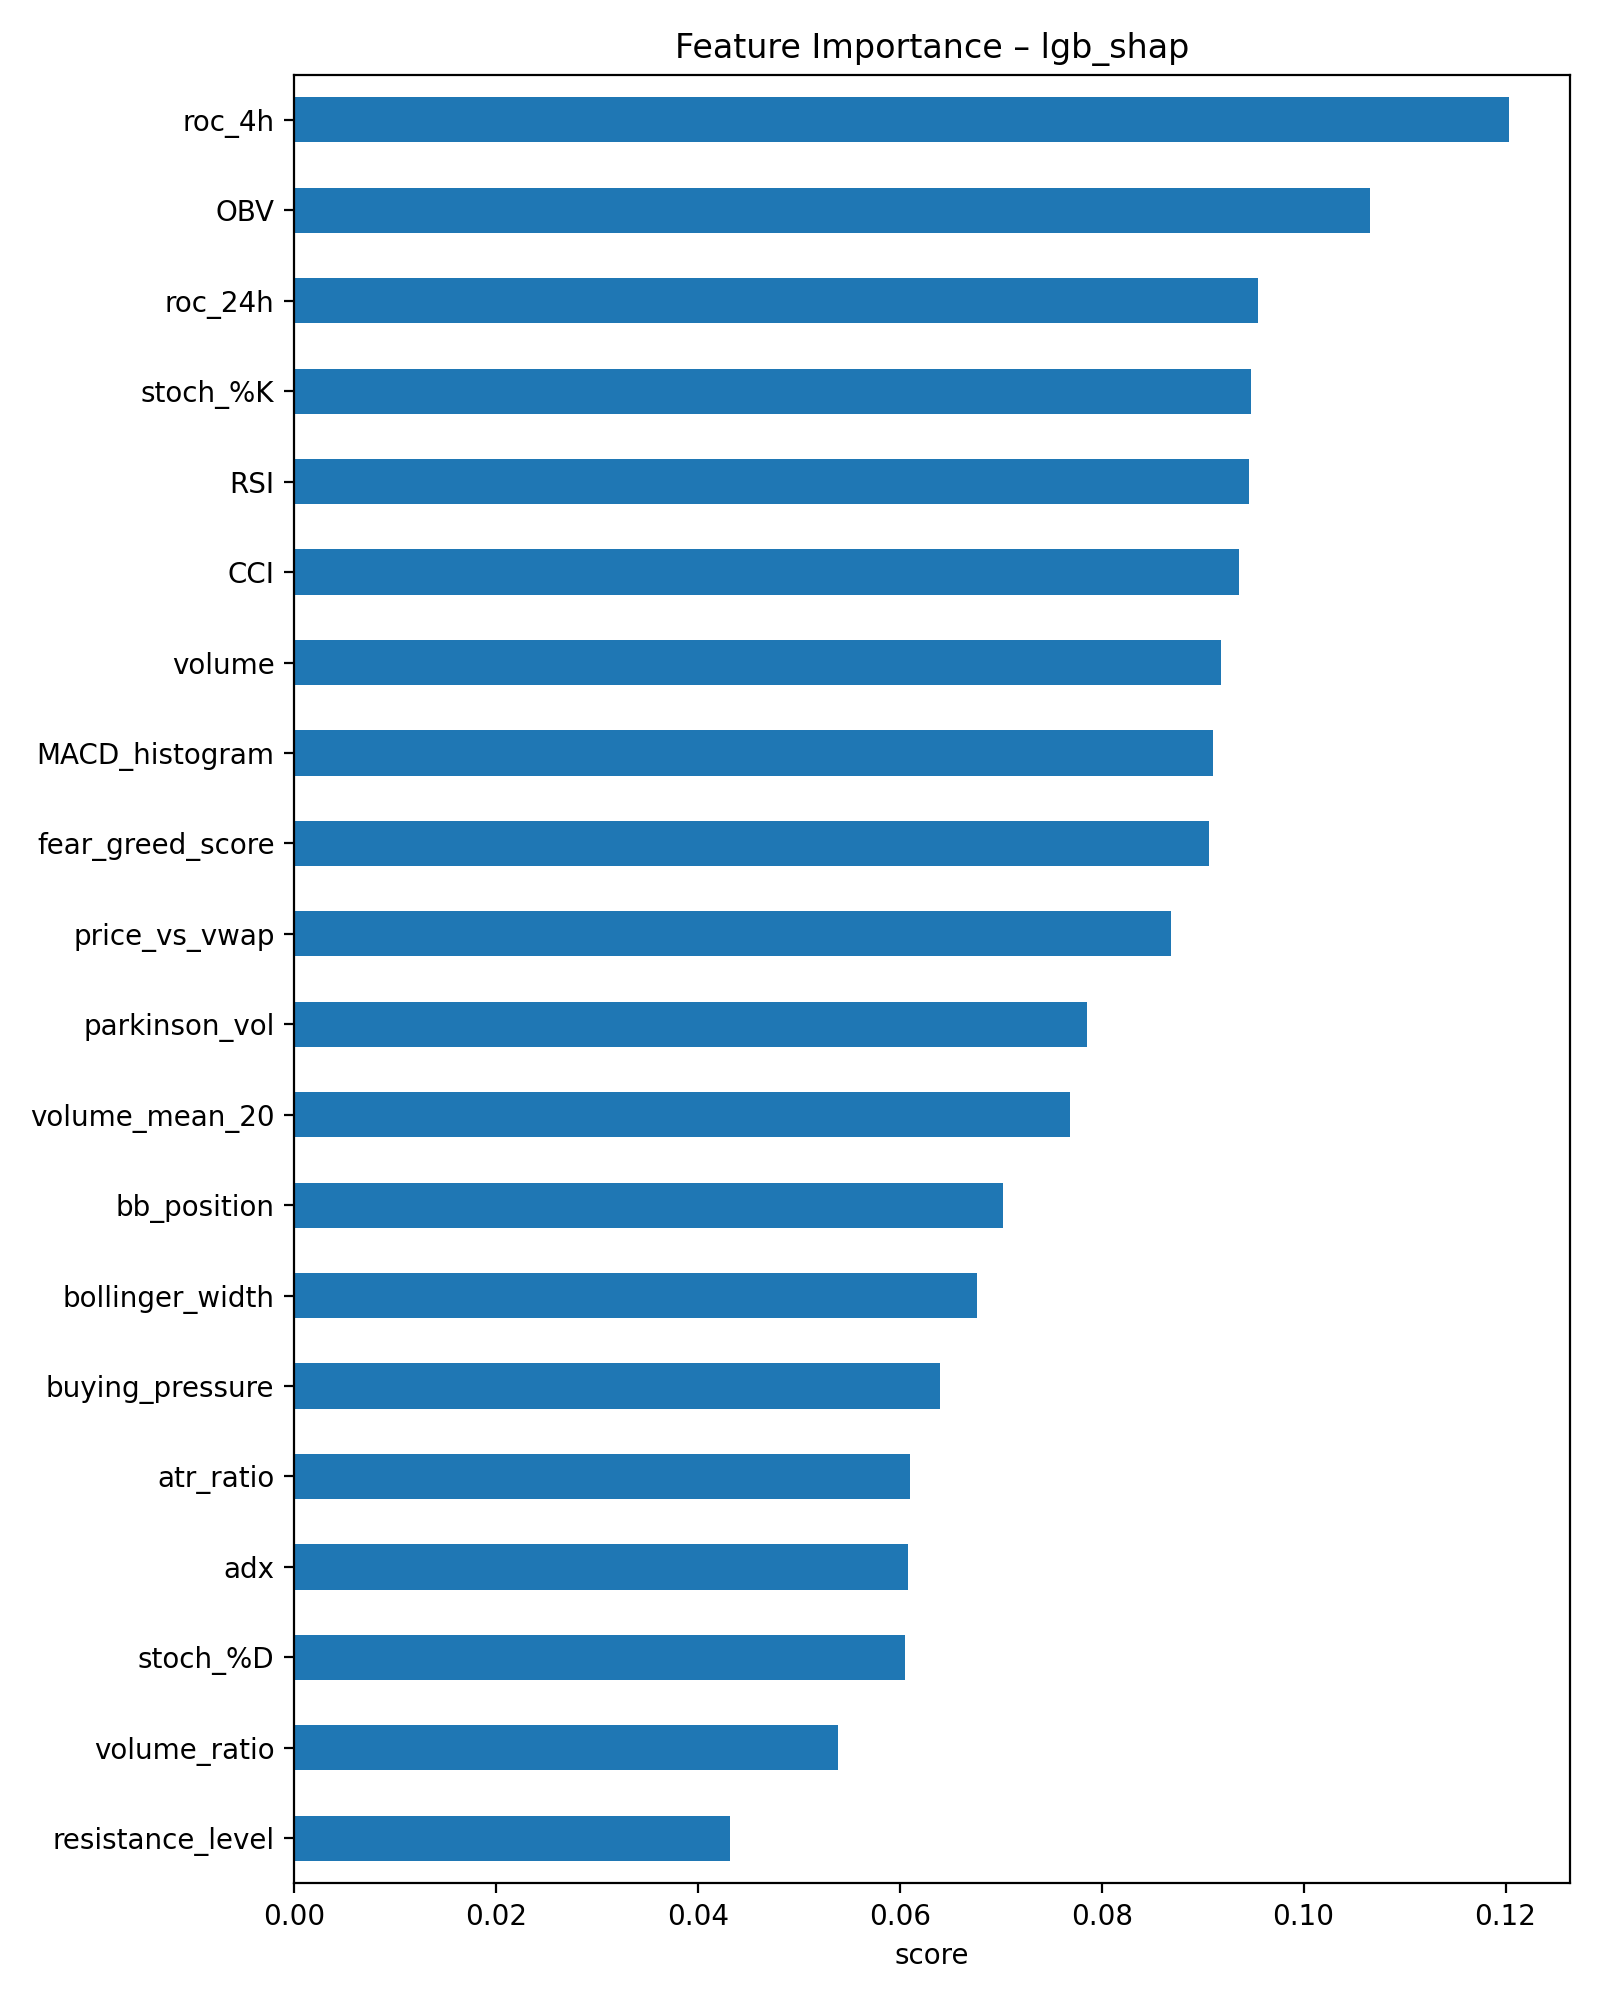 Feature Importance – lgb_shap
roc_4h
OBV
roc_24h
stoch_%K
RSI
CCI
volume
MACD_histogram
fear_greed_score
price_vs_vwap
parkinson_vol
volume_mean_20
bb_position
bollinger_width
buying_pressure
atr_ratio
adx
stoch_%D
volume_ratio
resistance_level
0.00 0.02 0.04 0.06 0.08 0.10 0.12
score